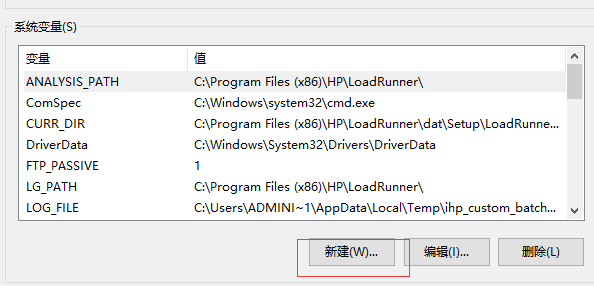 系统变量(S)
变量 值
ANALYSIS_PATH C:\Program Files (x86)\HP\LoadRunner\
ComSpec C:\Windows\system32\cmd.exe
CURR_DIR C:\Program Files (x86)\HP\LoadRunner\dat\Setup\LoadRunne...
DriverData C:\Windows\System32\Drivers\DriverData
FTP_PASSIVE 1
LG_PATH C:\Program Files (x86)\HP\LoadRunner\
LOG_FILE C:\Users\ADMINI~1\AppData\Local\Temp\ihp_custom_batch...
新建(W)... 编辑(I)... 删除(L)